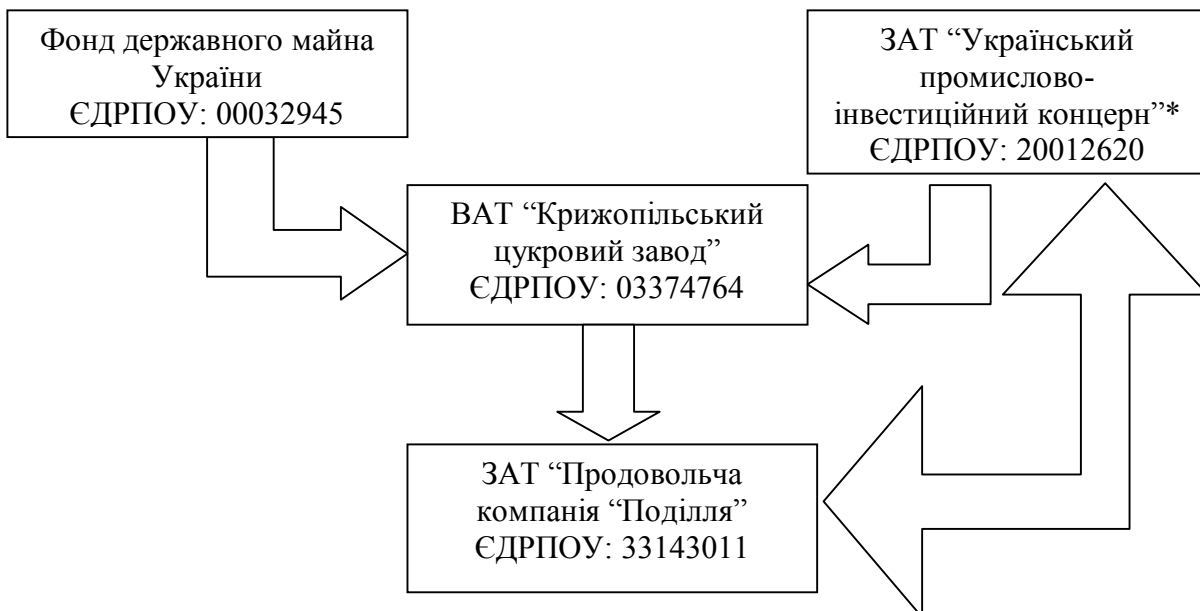 Фонд державного майна
України
ЄДРПОУ: 00032945
ЗАТ “Український
промислово-
інвестиційний концерн”*
ЄДРПОУ: 20012620
ВАТ “Крижопільський
цукровий завод”
ЄДРПОУ: 03374764
ЗАТ “Продовольча
компанія “Поділля”
ЄДРПОУ: 33143011